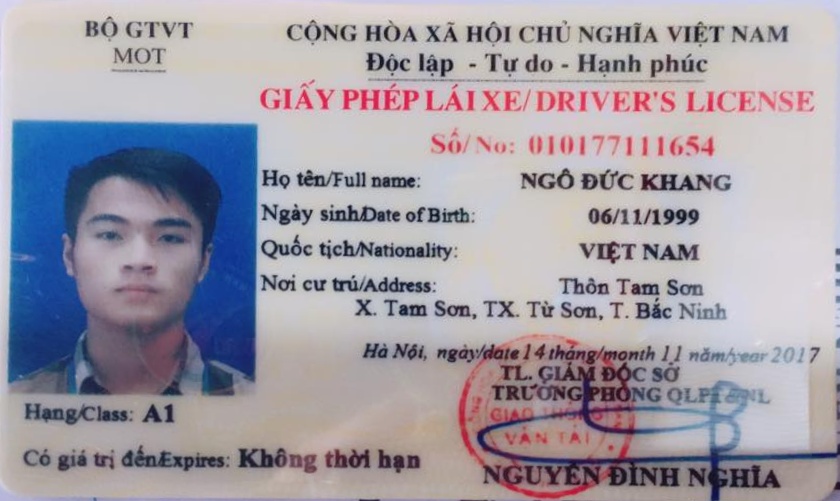 BỘ GTVT
MOT
CỘNG HÒA XÃ HỘI CHỦ NGHĨA VIỆT NAM
Độc lập - Tự do - Hạnh phúc
GIẤY PHÉP LÁI XE/ DRIVER'S LICENSE
Số/ No: 010177111654
Họ tên/Full name: NGÔ ĐỨC KHANG
Ngày sinh/Date of Birth: 06/11/1999
Quốc tịch/Nationality: VIỆT NAM
Nơi cư trú/Address: Thôn Tam Sơn
X. Tam Sơn, TX. Từ Sơn, T. Bắc Ninh
Hà Nội, ngày/date 14 tháng/month 11 năm/year 2017
TL. GIÁM ĐỐC SỞ
TRƯỞNG PHÒNG
GIAO THÔNG
VẬN TẢI
Hạng/Class: A1
Có giá trị đến/Expires: Không thời hạn
NGUYỄN ĐÌNH NGHĨA